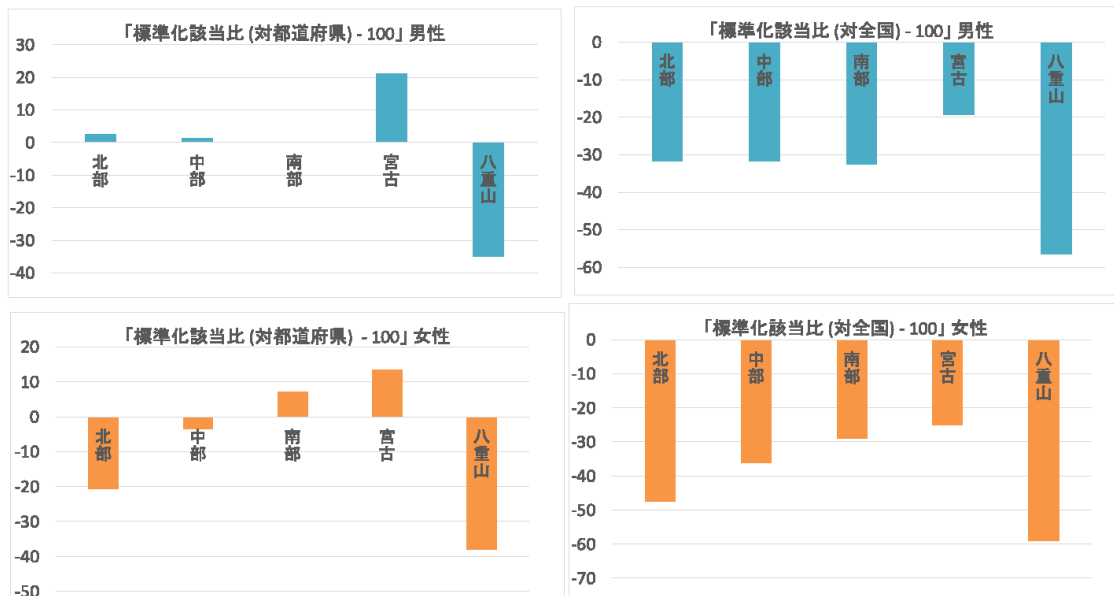 「標準化該当比 (対都道府県) - 100」 男性
30
20
10
0
-10
-20
-30
-40
北部
中部
南部
宮古
八重山
「標準化該当比 (対全国) - 100」 男性
0
-10
-20
-30
-40
-50
-60
北部
中部
南部
宮古
八重山
「標準化該当比 (対都道府県) - 100」 女性
20
10
0
-10
-20
-30
-40
-50
北部
中部
南部
宮古
八重山
「標準化該当比 (対全国) - 100」 女性
-0
-10
-20
-30
-40
-50
-60
-70
北部
中部
南部
宮古
八重山